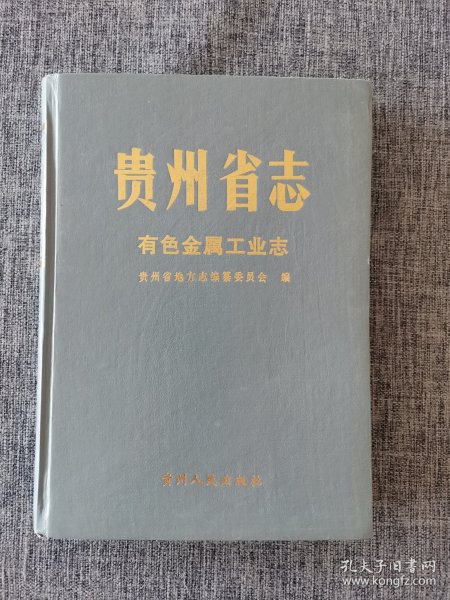 贵州省志
有色金属工业志
贵州省地方志编纂委员会 编
贵州人民出版社
孔夫子旧书网
www.kongfz.com